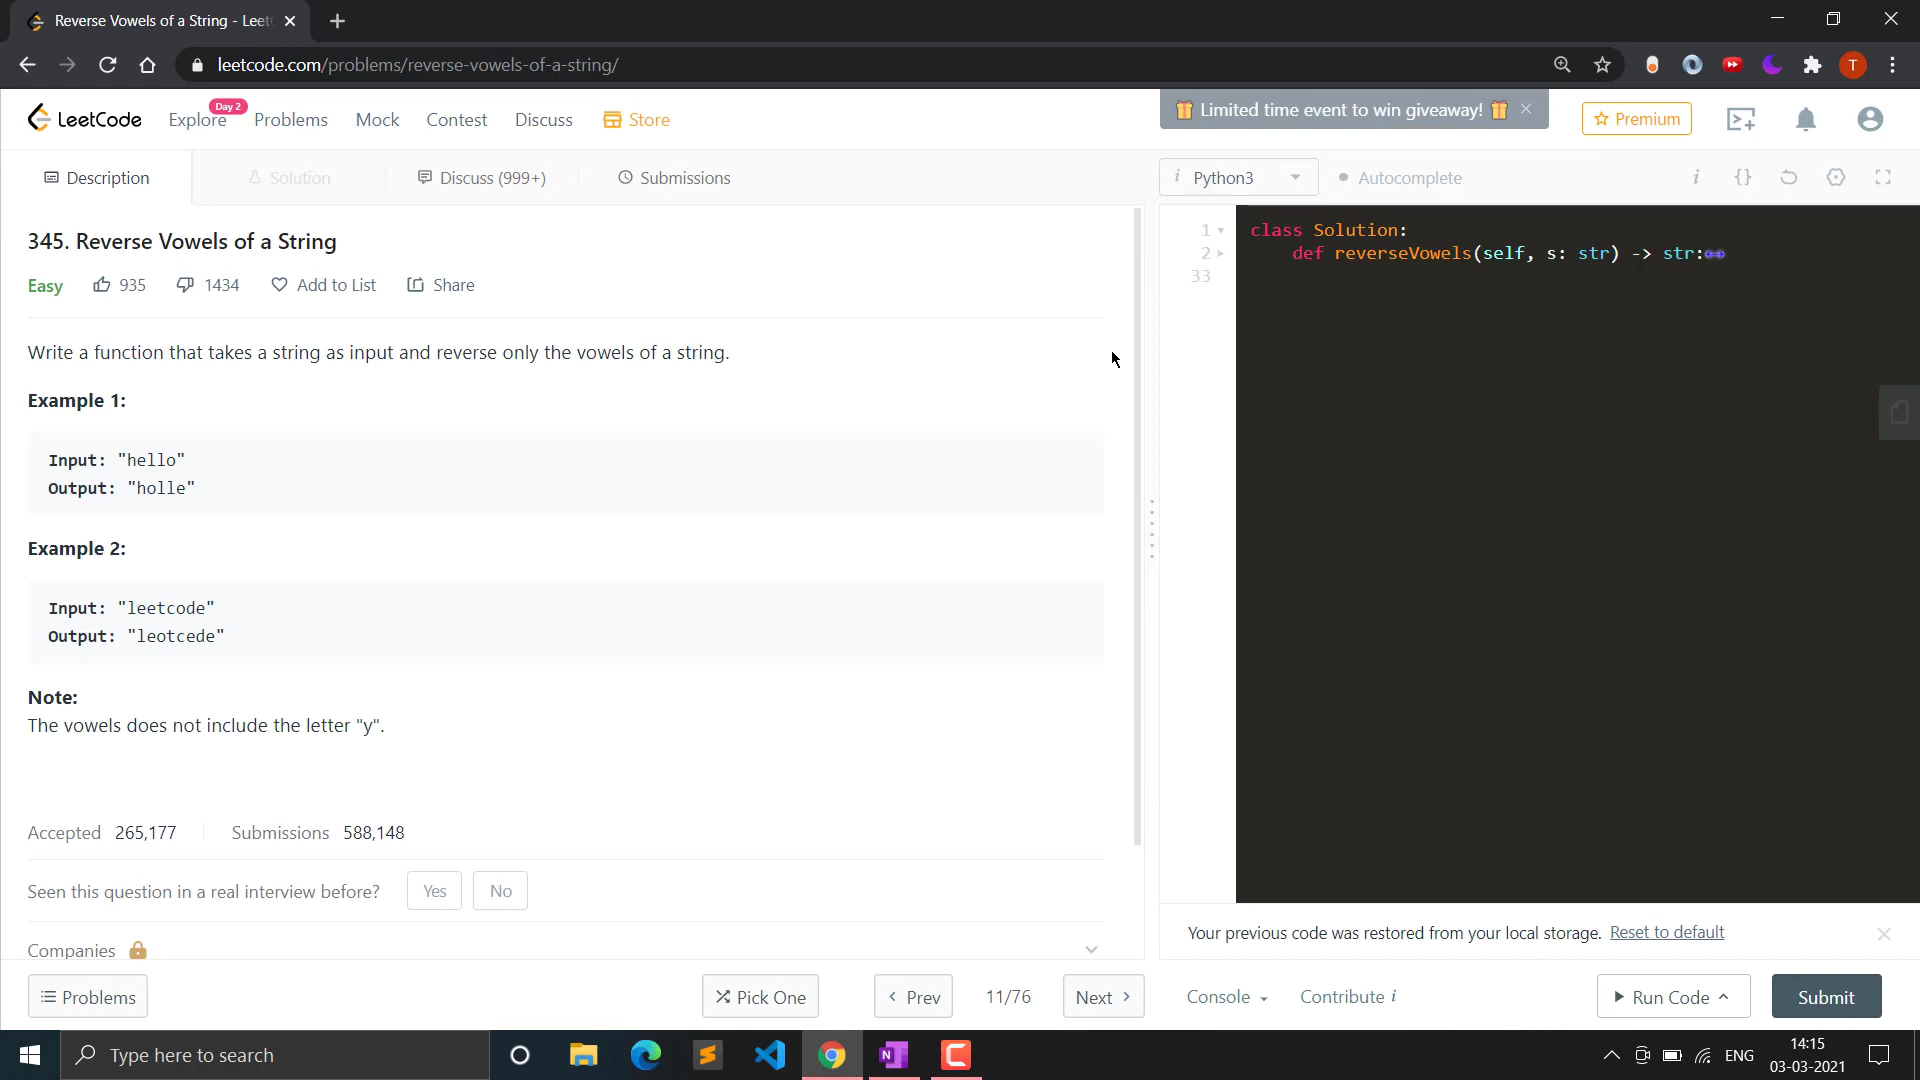 Reverse Vowels of a String - Leet
leetcode.com/problems/reverse-vowels-of-a-string/
T
LeetCode
Explore
Day 2
Problems
Mock
Contest
Discuss
Store
Limited time event to win giveaway!
Premium
Description
Solution
Discuss (999+)
Submissions
i Python3
Autocomplete
i {}
345. Reverse Vowels of a String
Easy
935
1434
Add to List
Share
Write a function that takes a string as input and reverse only the vowels of a string.
Example 1:
Input: "hello"
Output: "holle"
Example 2:
Input: "leetcode"
Output: "leotcede"
Note:
The vowels does not include the letter "y".
Accepted 265,177
Submissions 588,148
Seen this question in a real interview before?
Yes
No
Companies
1 class Solution:
2 def reverseVowels(self, s: str) -> str:
33
Your previous code was restored from your local storage. Reset to default
Problems
Pick One
Prev
11/76
Next
Console
Contribute i
Run Code
Submit
Type here to search
N
ENG
14:15
03-03-2021